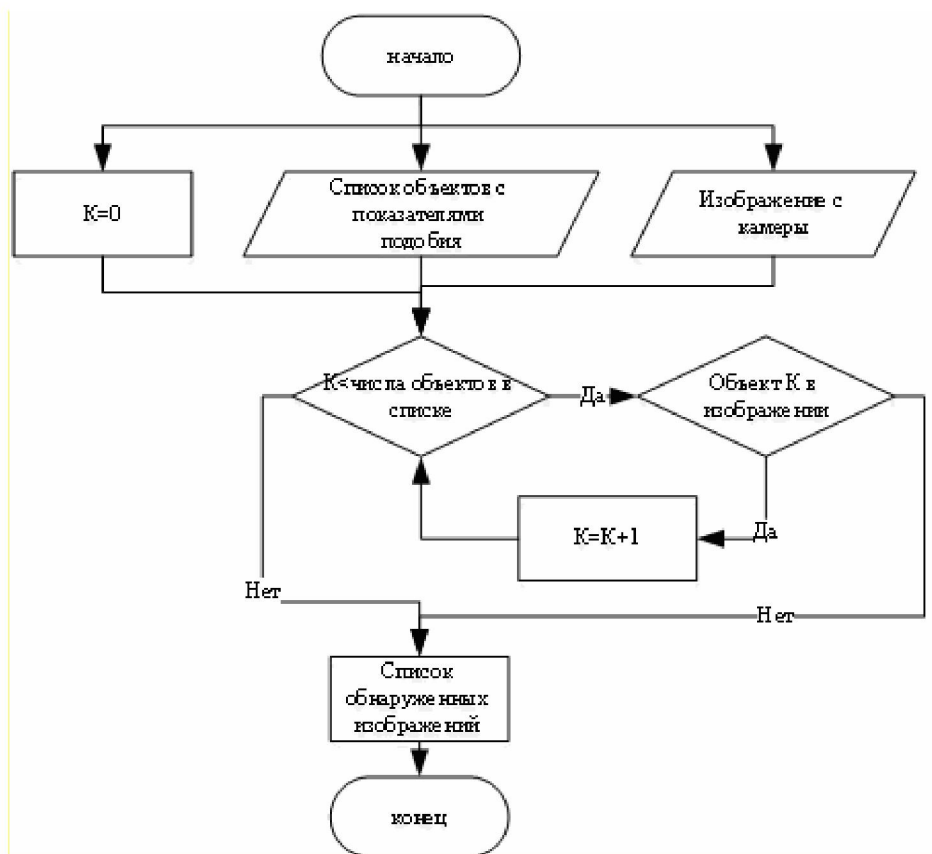 начало
К=0
Список объектов с
показателями
подобия
Изображение с
камеры
К<числа объектов в
списке
Да
Объект К в
изображении
К=К+1
Да
Нет
Нет
Список
обнаруженных
изображений
конец